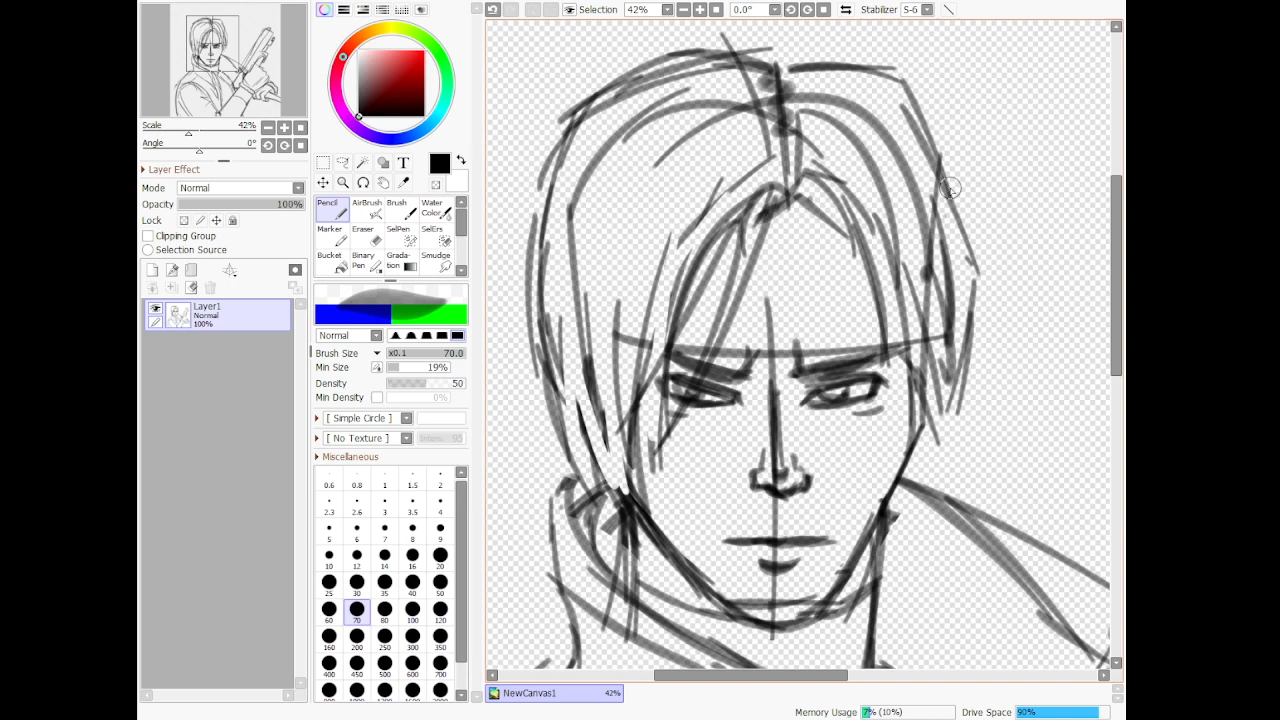 Selection 42% 0.0° Stabilizer S-6
Scale 42%
Angle 0°
Layer Effect
Mode Normal
Opacity 100%
Lock
Clipping Group
Selection Source
Layer1
Normal
100%
T
Pencil AirBrush Brush Water Color
Marker Eraser SelPen SelErs
Bucket Binary Pen Grada-tion Smudge
Normal
Brush Size x0.1 70.0
Min Size 19%
Density 50
Min Density 0%
[ Simple Circle ]
[ No Texture ] 95
Miscellaneous
0.6 0.8 1 1.5 2
2.3 2.6 3 3.5 4
5 6 7 8 9
10 12 14 16 20
25 30 35 40 50
60 70 80 100 120
160 200 250 300 350
400 450 500 600 700
NewCanvas1 42%
Memory Usage 7% (10%) Drive Space 90%